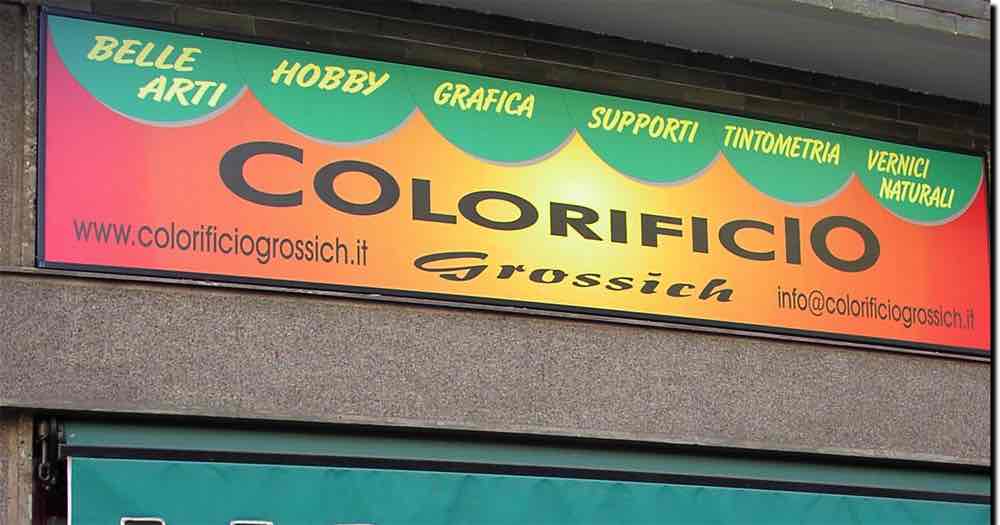 BELLE
ARTI
HOBBY
GRAFICA
SUPPORTI
TINTOMETRIA
VERNICI
NATURALI
COLORIFICIO
Grossich
www.colorificiogrossich.it
info@colorificiogrossich.it